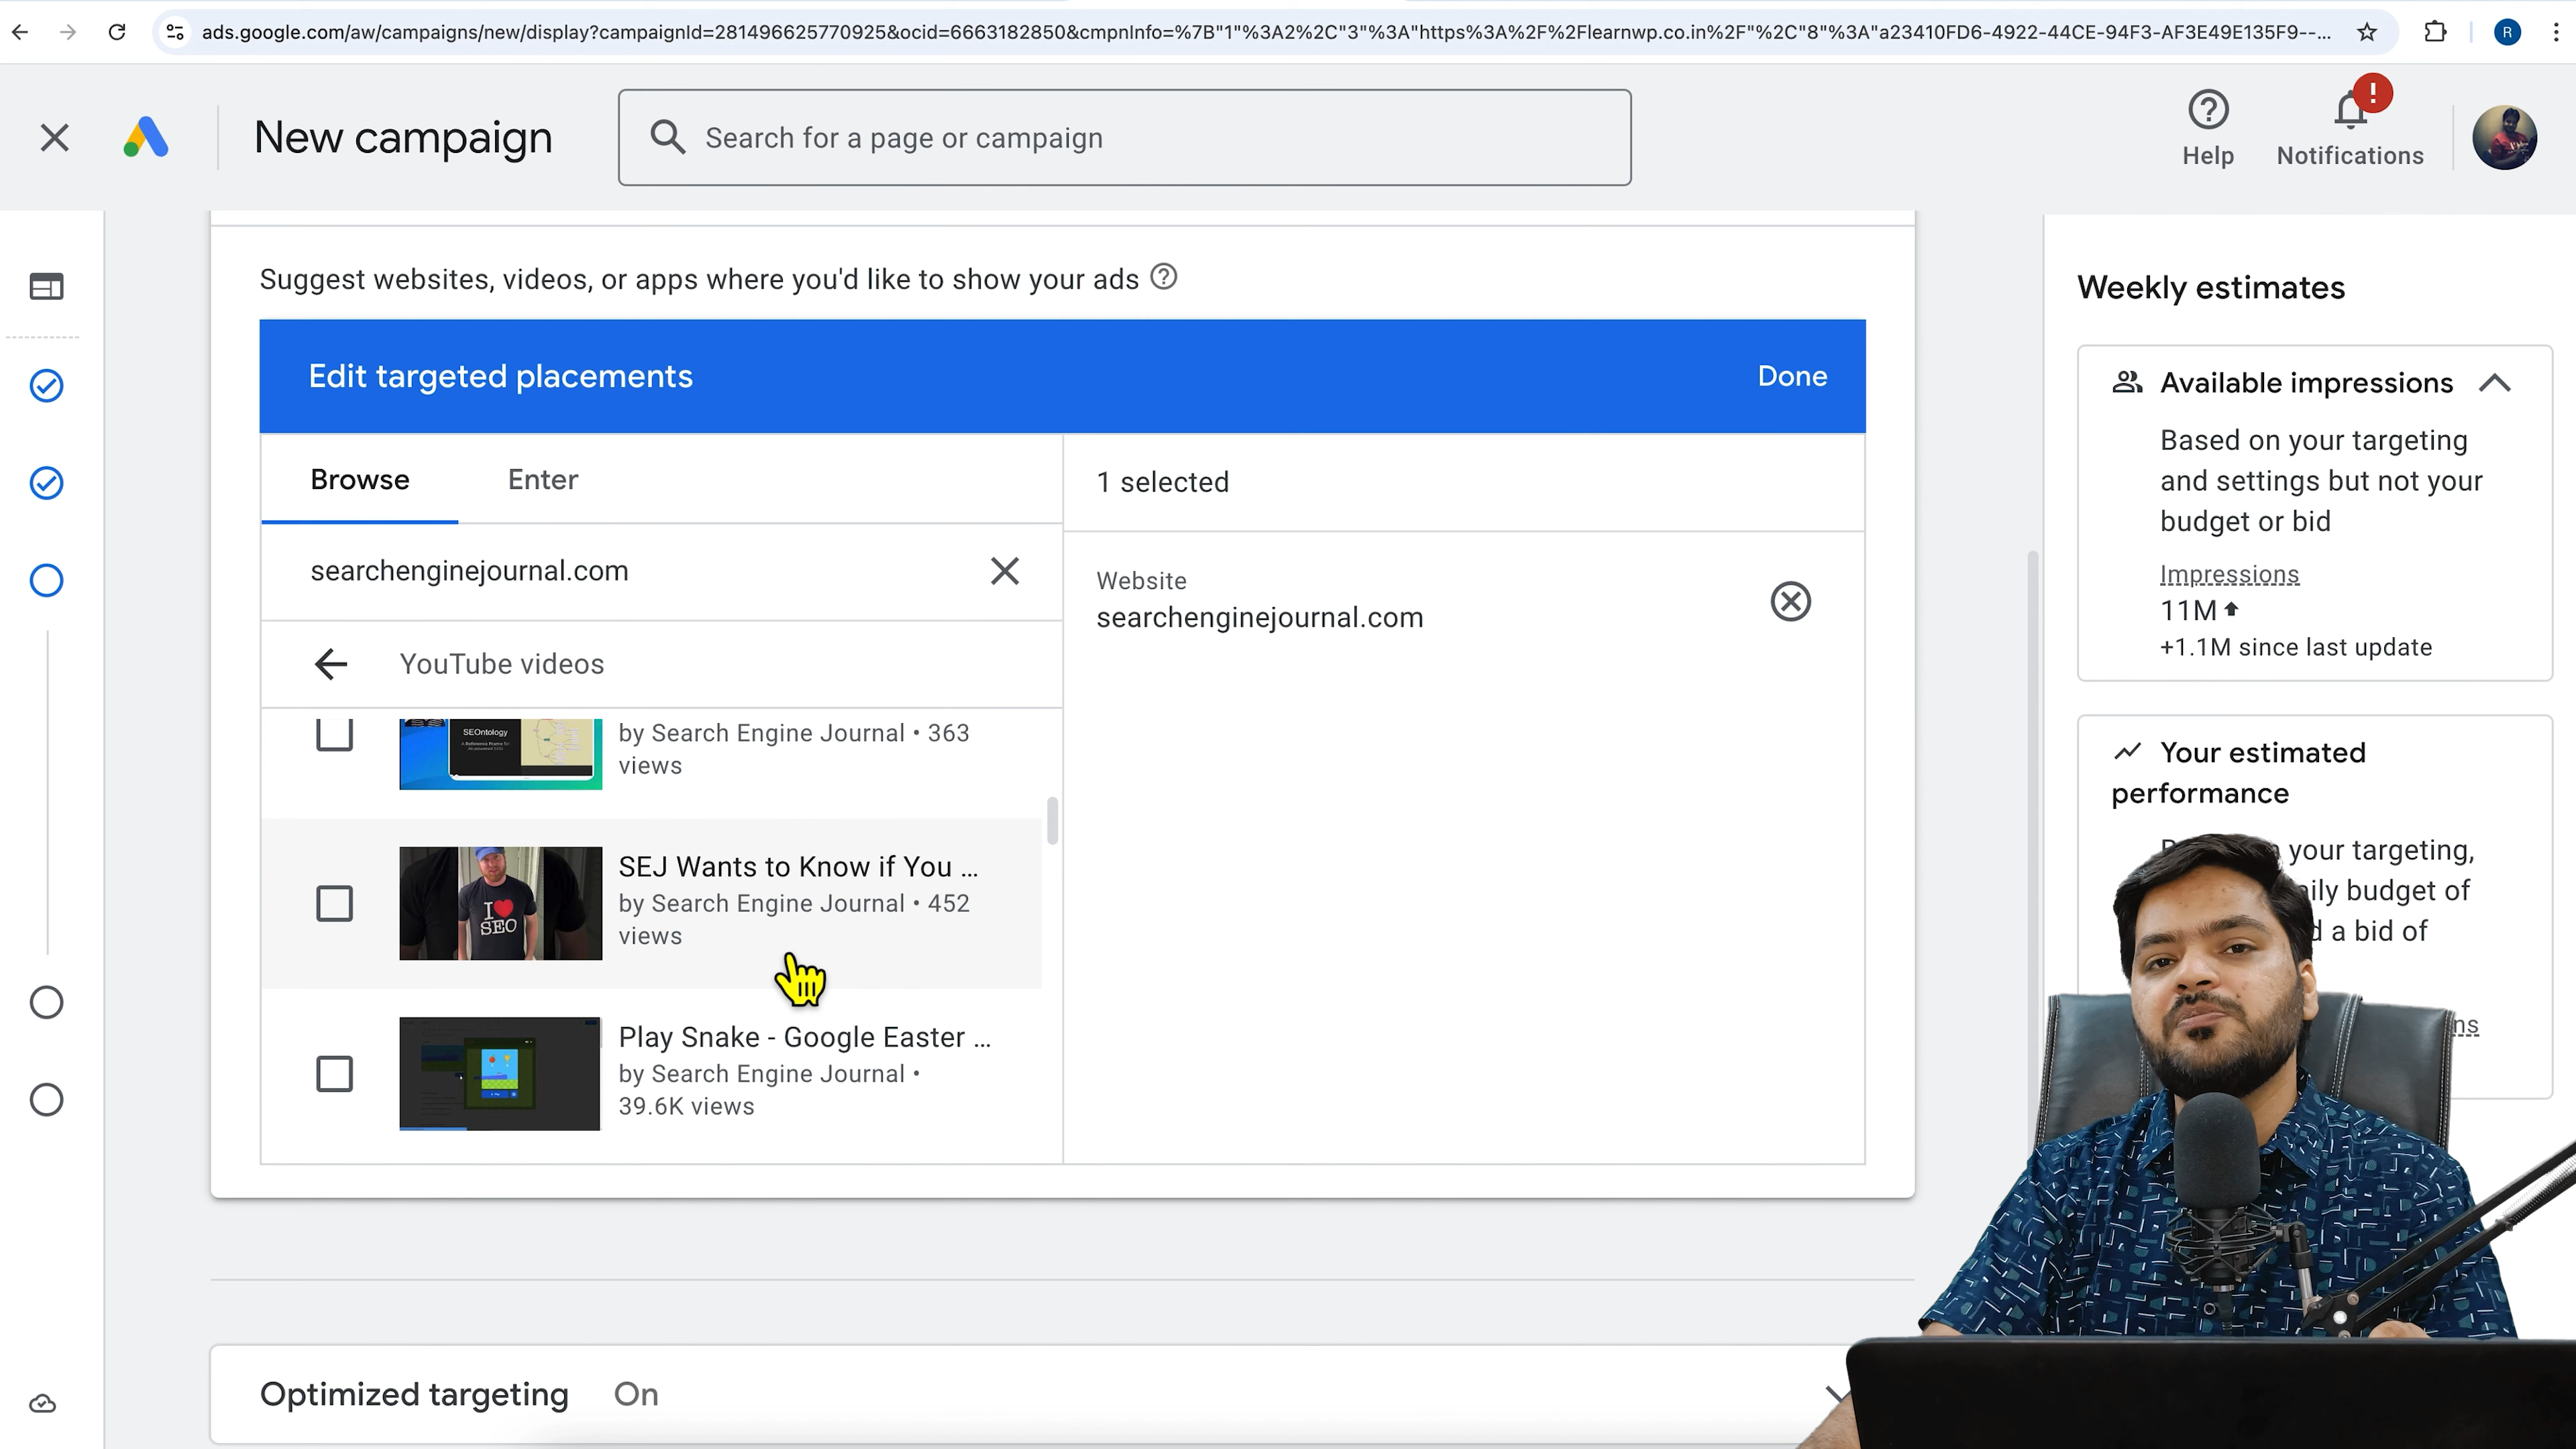 ads.google.com/aw/campaigns/new/display?campaignId=281496625770925&ocid=6663182850&cmpnInfo=%7B"1"%3A2%2C"3"%3A"https%3A%2F%2Flearnwp.co.in%2F"%2C"8"%3A"a23410FD6-4922-44CE-94F3-AF3E49E135F9--...
R
New campaign
Search for a page or campaign
Help
!
Notifications
Suggest websites, videos, or apps where you'd like to show your ads
Edit targeted placements
Done
Browse
Enter
1 selected
searchenginejournal.com
Website
searchenginejournal.com
YouTube videos
SEOntology
by Search Engine Journal • 363
views
SEJ Wants to Know if You ...
by Search Engine Journal • 452
views
I
SEO
Play Snake - Google Easter ...
by Search Engine Journal •
39.6K views
Optimized targeting On
Weekly estimates
Available impressions
Based on your targeting
and settings but not your
budget or bid
Impressions
11M
+1.1M since last update
Your estimated
performance
your targeting,
budget of
a bid of